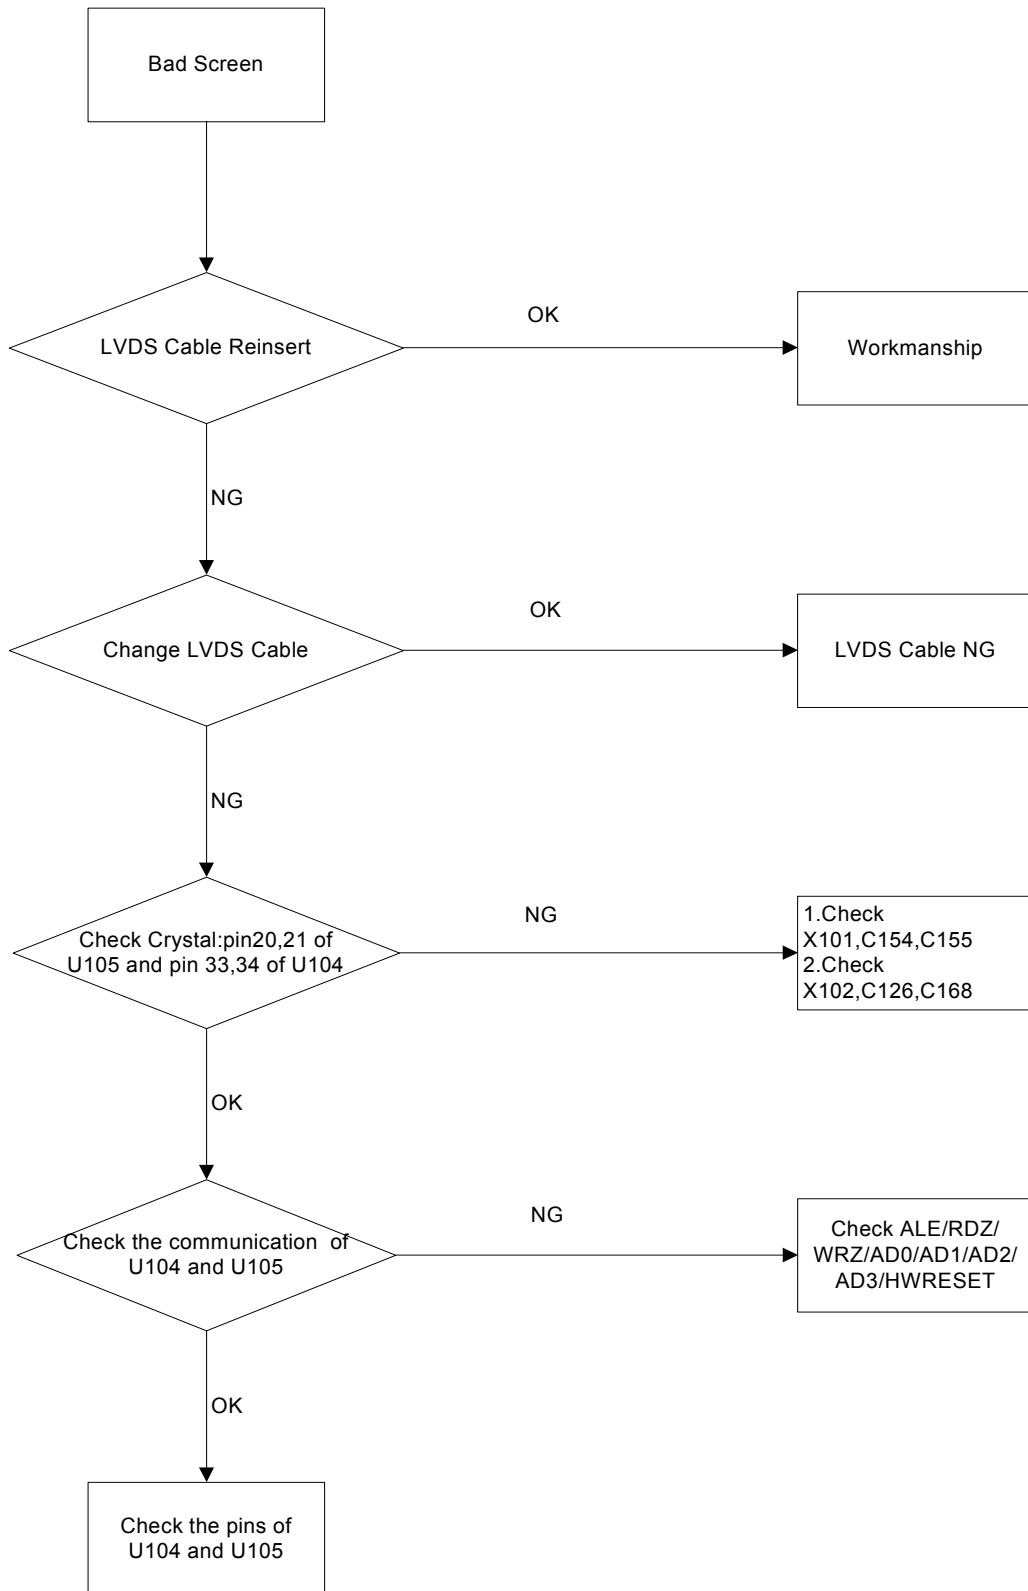 Bad Screen
LVDS Cable Reinsert
OK
Workmanship
NG
Change LVDS Cable
OK
LVDS Cable NG
NG
Check Crystal:pin20,21 of
U105 and pin 33,34 of U104
NG
1.Check
X101,C154,C155
2.Check
X102,C126,C168
OK
Check the communication  of
U104 and U105
NG
Check ALE/RDZ/
WRZ/AD0/AD1/AD2/
AD3/HWRESET
OK
Check the pins of
U104 and U105